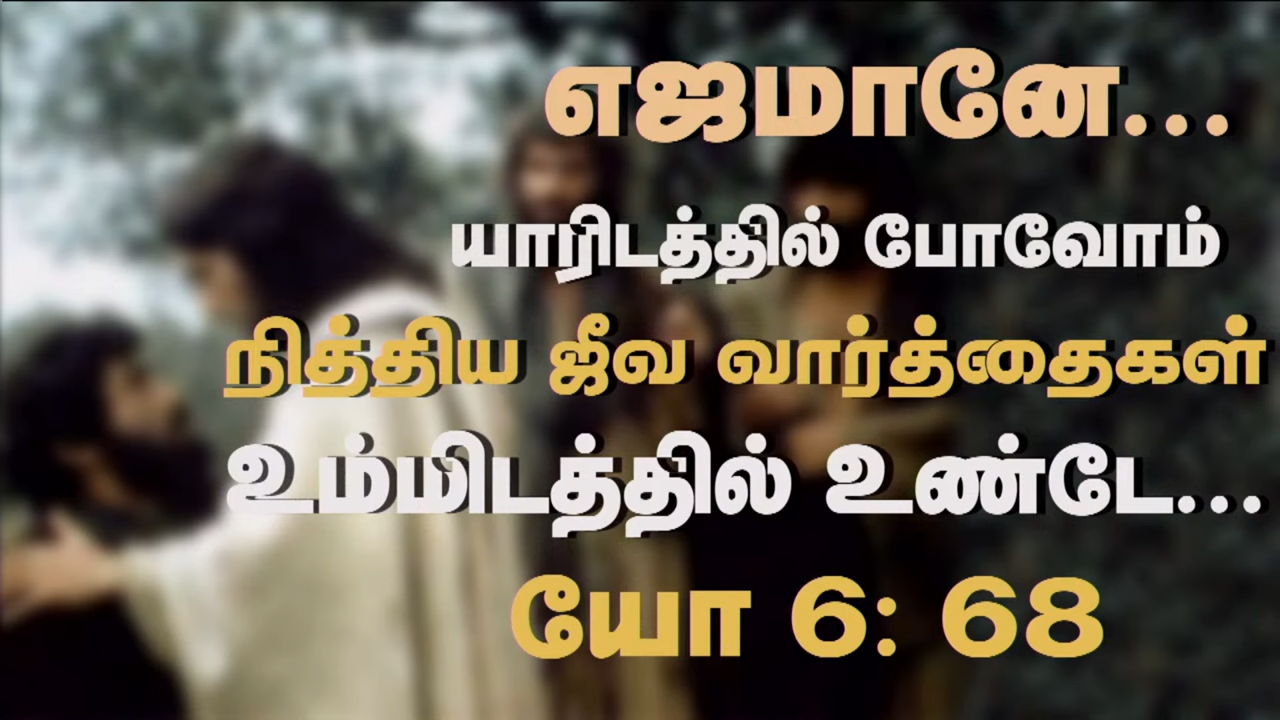 எஜமானே...
யாரிடத்தில் போவோம்
நித்திய ஜீவ வார்த்தைகள்
உம்மிடத்தில் உண்டே...
யோ 6: 68